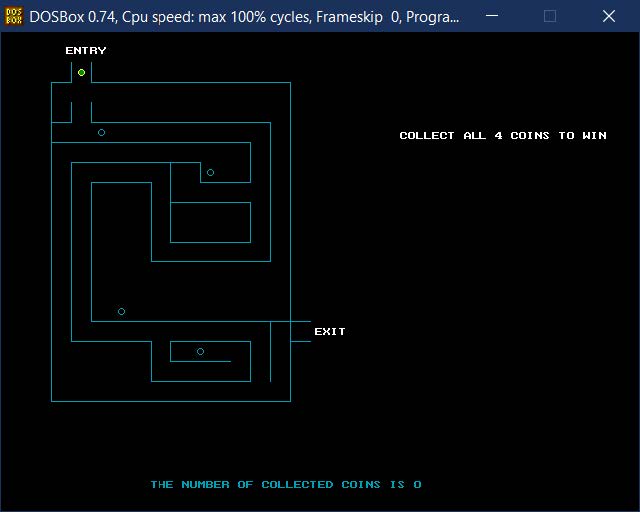 DOS
BOX
DOSBox 0.74, Cpu speed: max 100% cycles, Frameskip  0, Progra...
ENTRY
COLLECT ALL 4 COINS TO WIN
EXIT
THE NUMBER OF COLLECTED COINS IS 0